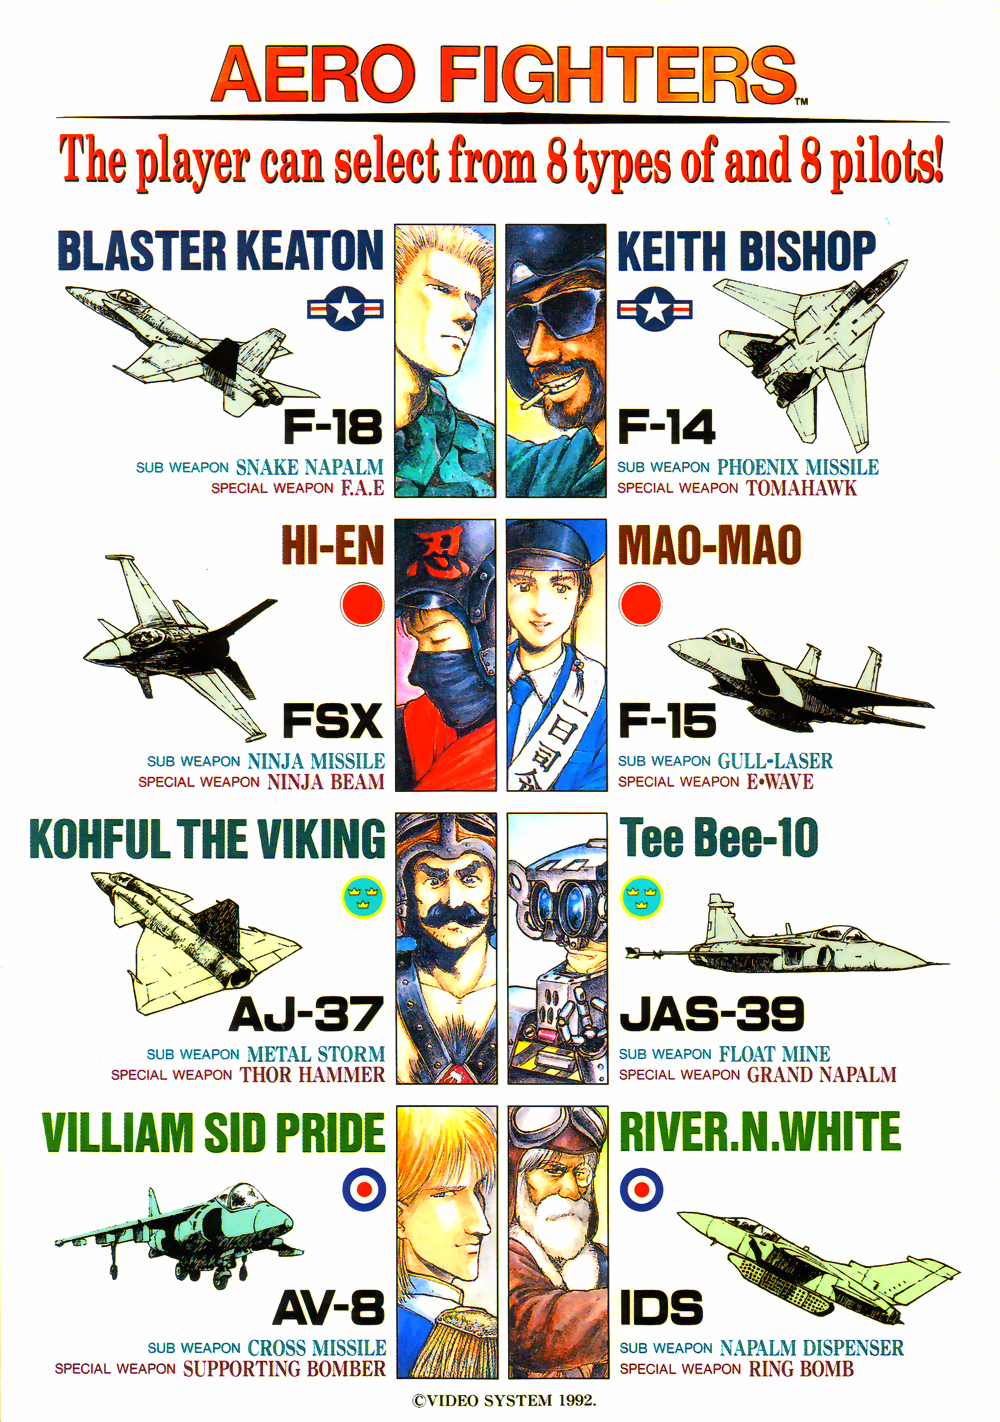 AERO FIGHTERS™
The player can select from 8 types of and 8 pilots!
BLASTER KEATON
F-18
SUB WEAPON SNAKE NAPALM
SPECIAL WEAPON F.A.E
KEITH BISHOP
F-14
SUB WEAPON PHOENIX MISSILE
SPECIAL WEAPON TOMAHAWK
HI-EN
忍
FSX
SUB WEAPON NINJA MISSILE
SPECIAL WEAPON NINJA BEAM
MAO-MAO
一日司令
F-15
SUB WEAPON GULL-LASER
SPECIAL WEAPON E•WAVE
KOHFUL THE VIKING
AJ-37
SUB WEAPON METAL STORM
SPECIAL WEAPON THOR HAMMER
Tee Bee-10
JAS-39
SUB WEAPON FLOAT MINE
SPECIAL WEAPON GRAND NAPALM
VILLIAM SID PRIDE
AV-8
SUB WEAPON CROSS MISSILE
SPECIAL WEAPON SUPPORTING BOMBER
RIVER.N.WHITE
IDS
SUB WEAPON NAPALM DISPENSER
SPECIAL WEAPON RING BOMB
©VIDEO SYSTEM 1992.